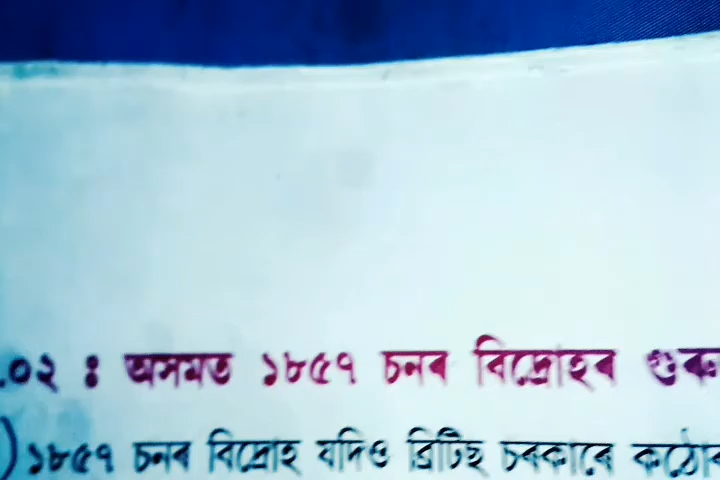 .০২ : অসমত ১৮৫৭ চনৰ বিদ্ৰোহৰ
)১৮৫৭ চনৰ বিদ্ৰোহ যদিও ব্ৰিটিছ চৰকাৰে